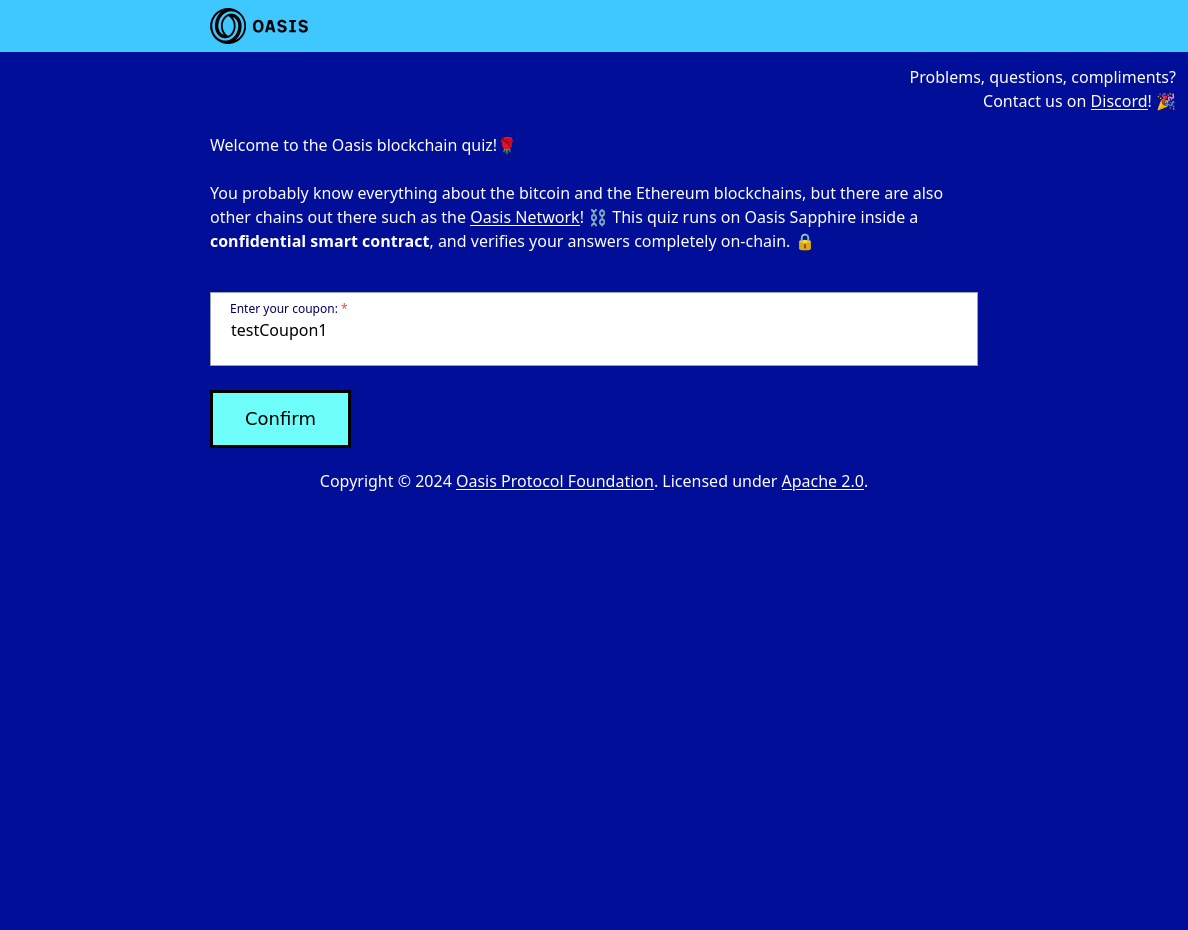 OASIS
Problems, questions, compliments?
Contact us on Discord! 🎉
Welcome to the Oasis blockchain quiz!🌹
You probably know everything about the bitcoin and the Ethereum blockchains, but there are also
other chains out there such as the Oasis Network! ⛓️ This quiz runs on Oasis Sapphire inside a
confidential smart contract, and verifies your answers completely on-chain. 🔒
Enter your coupon: *
testCoupon1
Confirm
Copyright © 2024 Oasis Protocol Foundation. Licensed under Apache 2.0.